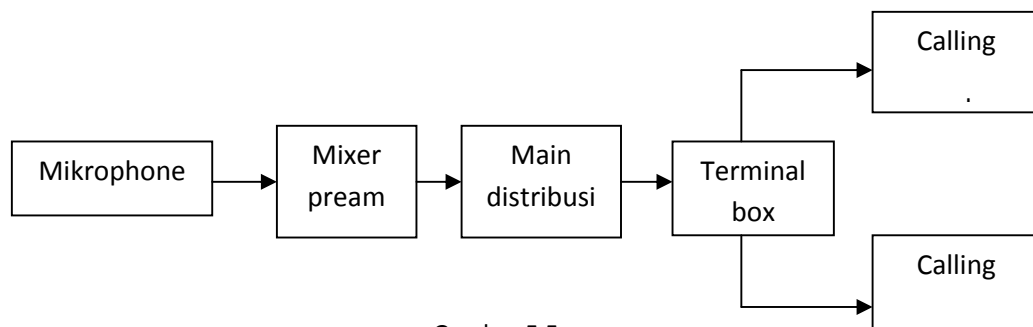 Calling
.
Mikrophone
Mixer
pream
Main
distribusi
Terminal
box
Calling